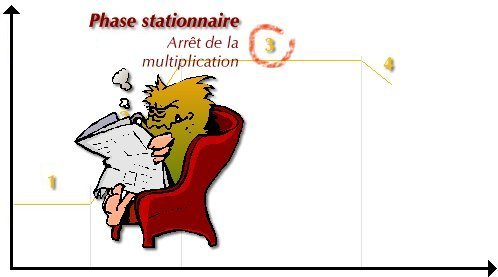 Phase stationnaire
Arrêt de la
multiplication
3
4
1